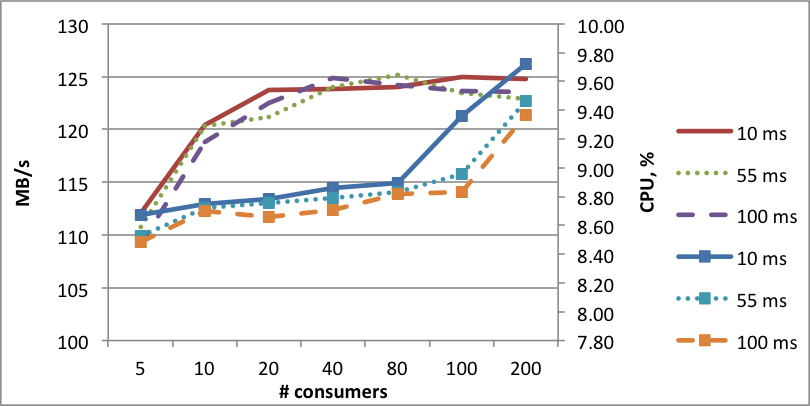 130
125
120
115
110
105
100
MB/s
10.00
9.80
9.60
9.40
9.20
9.00
8.80
8.60
8.40
8.20
8.00
7.80
CPU, %
5 10 20 40 80 100 200
# consumers
10 ms
55 ms
100 ms
10 ms
55 ms
100 ms